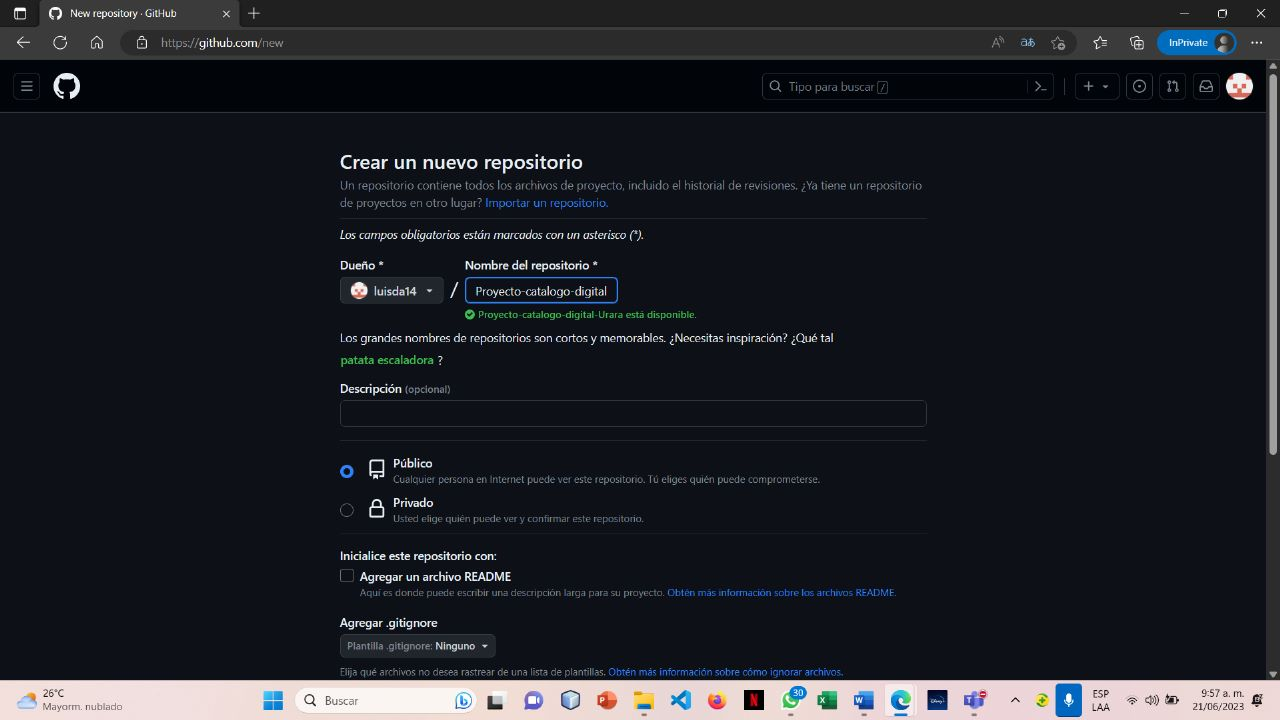 New repository · GitHub
https://github.com/new
InPrivate
Tipo para buscar /
Crear un nuevo repositorio
Un repositorio contiene todos los archivos de proyecto, incluido el historial de revisiones. ¿Ya tiene un repositorio
de proyectos en otro lugar? Importar un repositorio.
Los campos obligatorios están marcados con un asterisco (*).
Dueño * Nombre del repositorio *
luisda14 / Proyecto-catalogo-digital
Proyecto-catalogo-digital-Urara está disponible.
Los grandes nombres de repositorios son cortos y memorables. ¿Necesitas inspiración? ¿Qué tal
patata escaladora ?
Descripción (opcional)
Público
Cualquier persona en Internet puede ver este repositorio. Tú eliges quién puede comprometerse.
Privado
Usted elige quién puede ver y confirmar este repositorio.
Inicialice este repositorio con:
Agregar un archivo README
Aquí es donde puede escribir una descripción larga para su proyecto. Obtén más información sobre los archivos README.
Agregar .gitignore
Plantilla .gitignore: Ninguno
Elija qué archivos no desea rastrear de una lista de plantillas. Obtén más información sobre cómo ignorar archivos.
26°C
Mayorm. nublado
Buscar
30
ESP
LAA
9:57 a. m.
21/06/2023